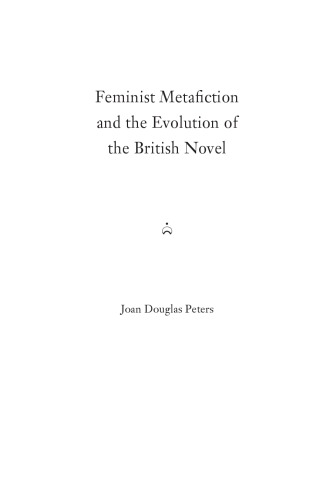 Feminist Metafiction
and the Evolution of
the British Novel
Joan Douglas Peters